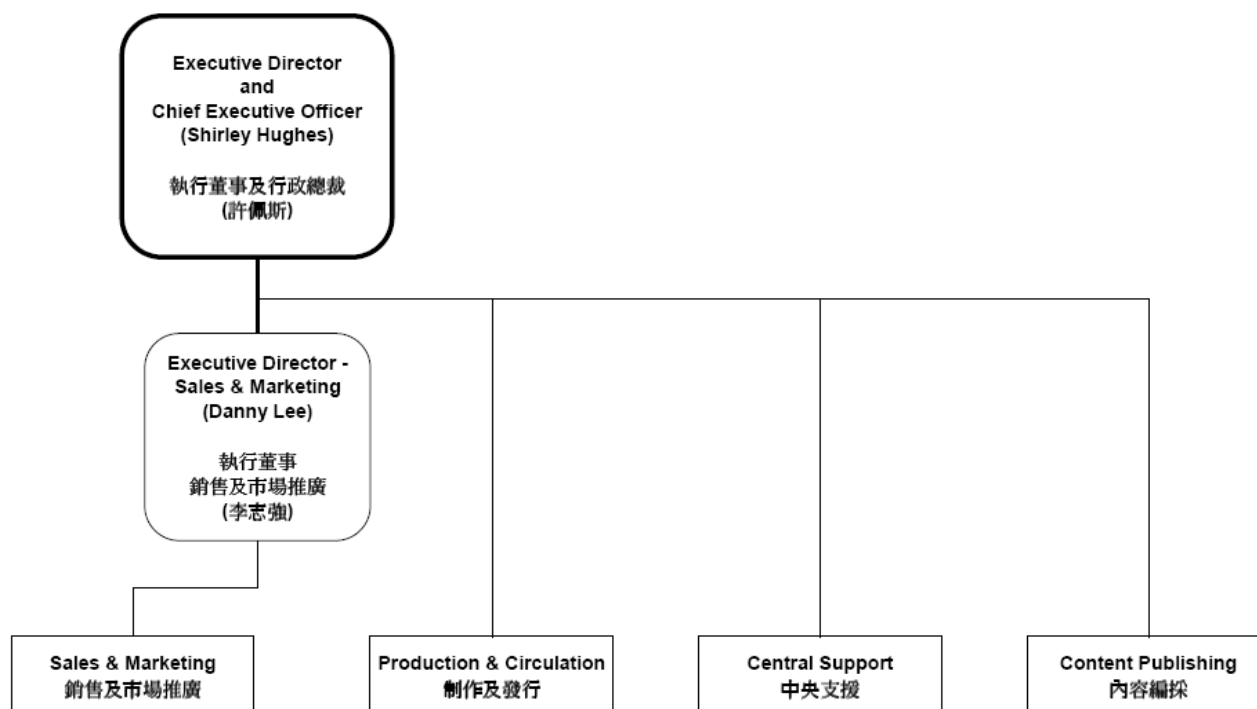 Executive Director
and
Chief Executive Officer
(Shirley Hughes)
執行董事及行政總裁
(許佩斯)
Executive Director -
Sales & Marketing
(Danny Lee)
執行董事
銷售及市場推廣
(李志強)
Sales & Marketing
銷售及市場推廣
Production & Circulation
制作及發行
Central Support
中央支援
Content Publishing
內容編採